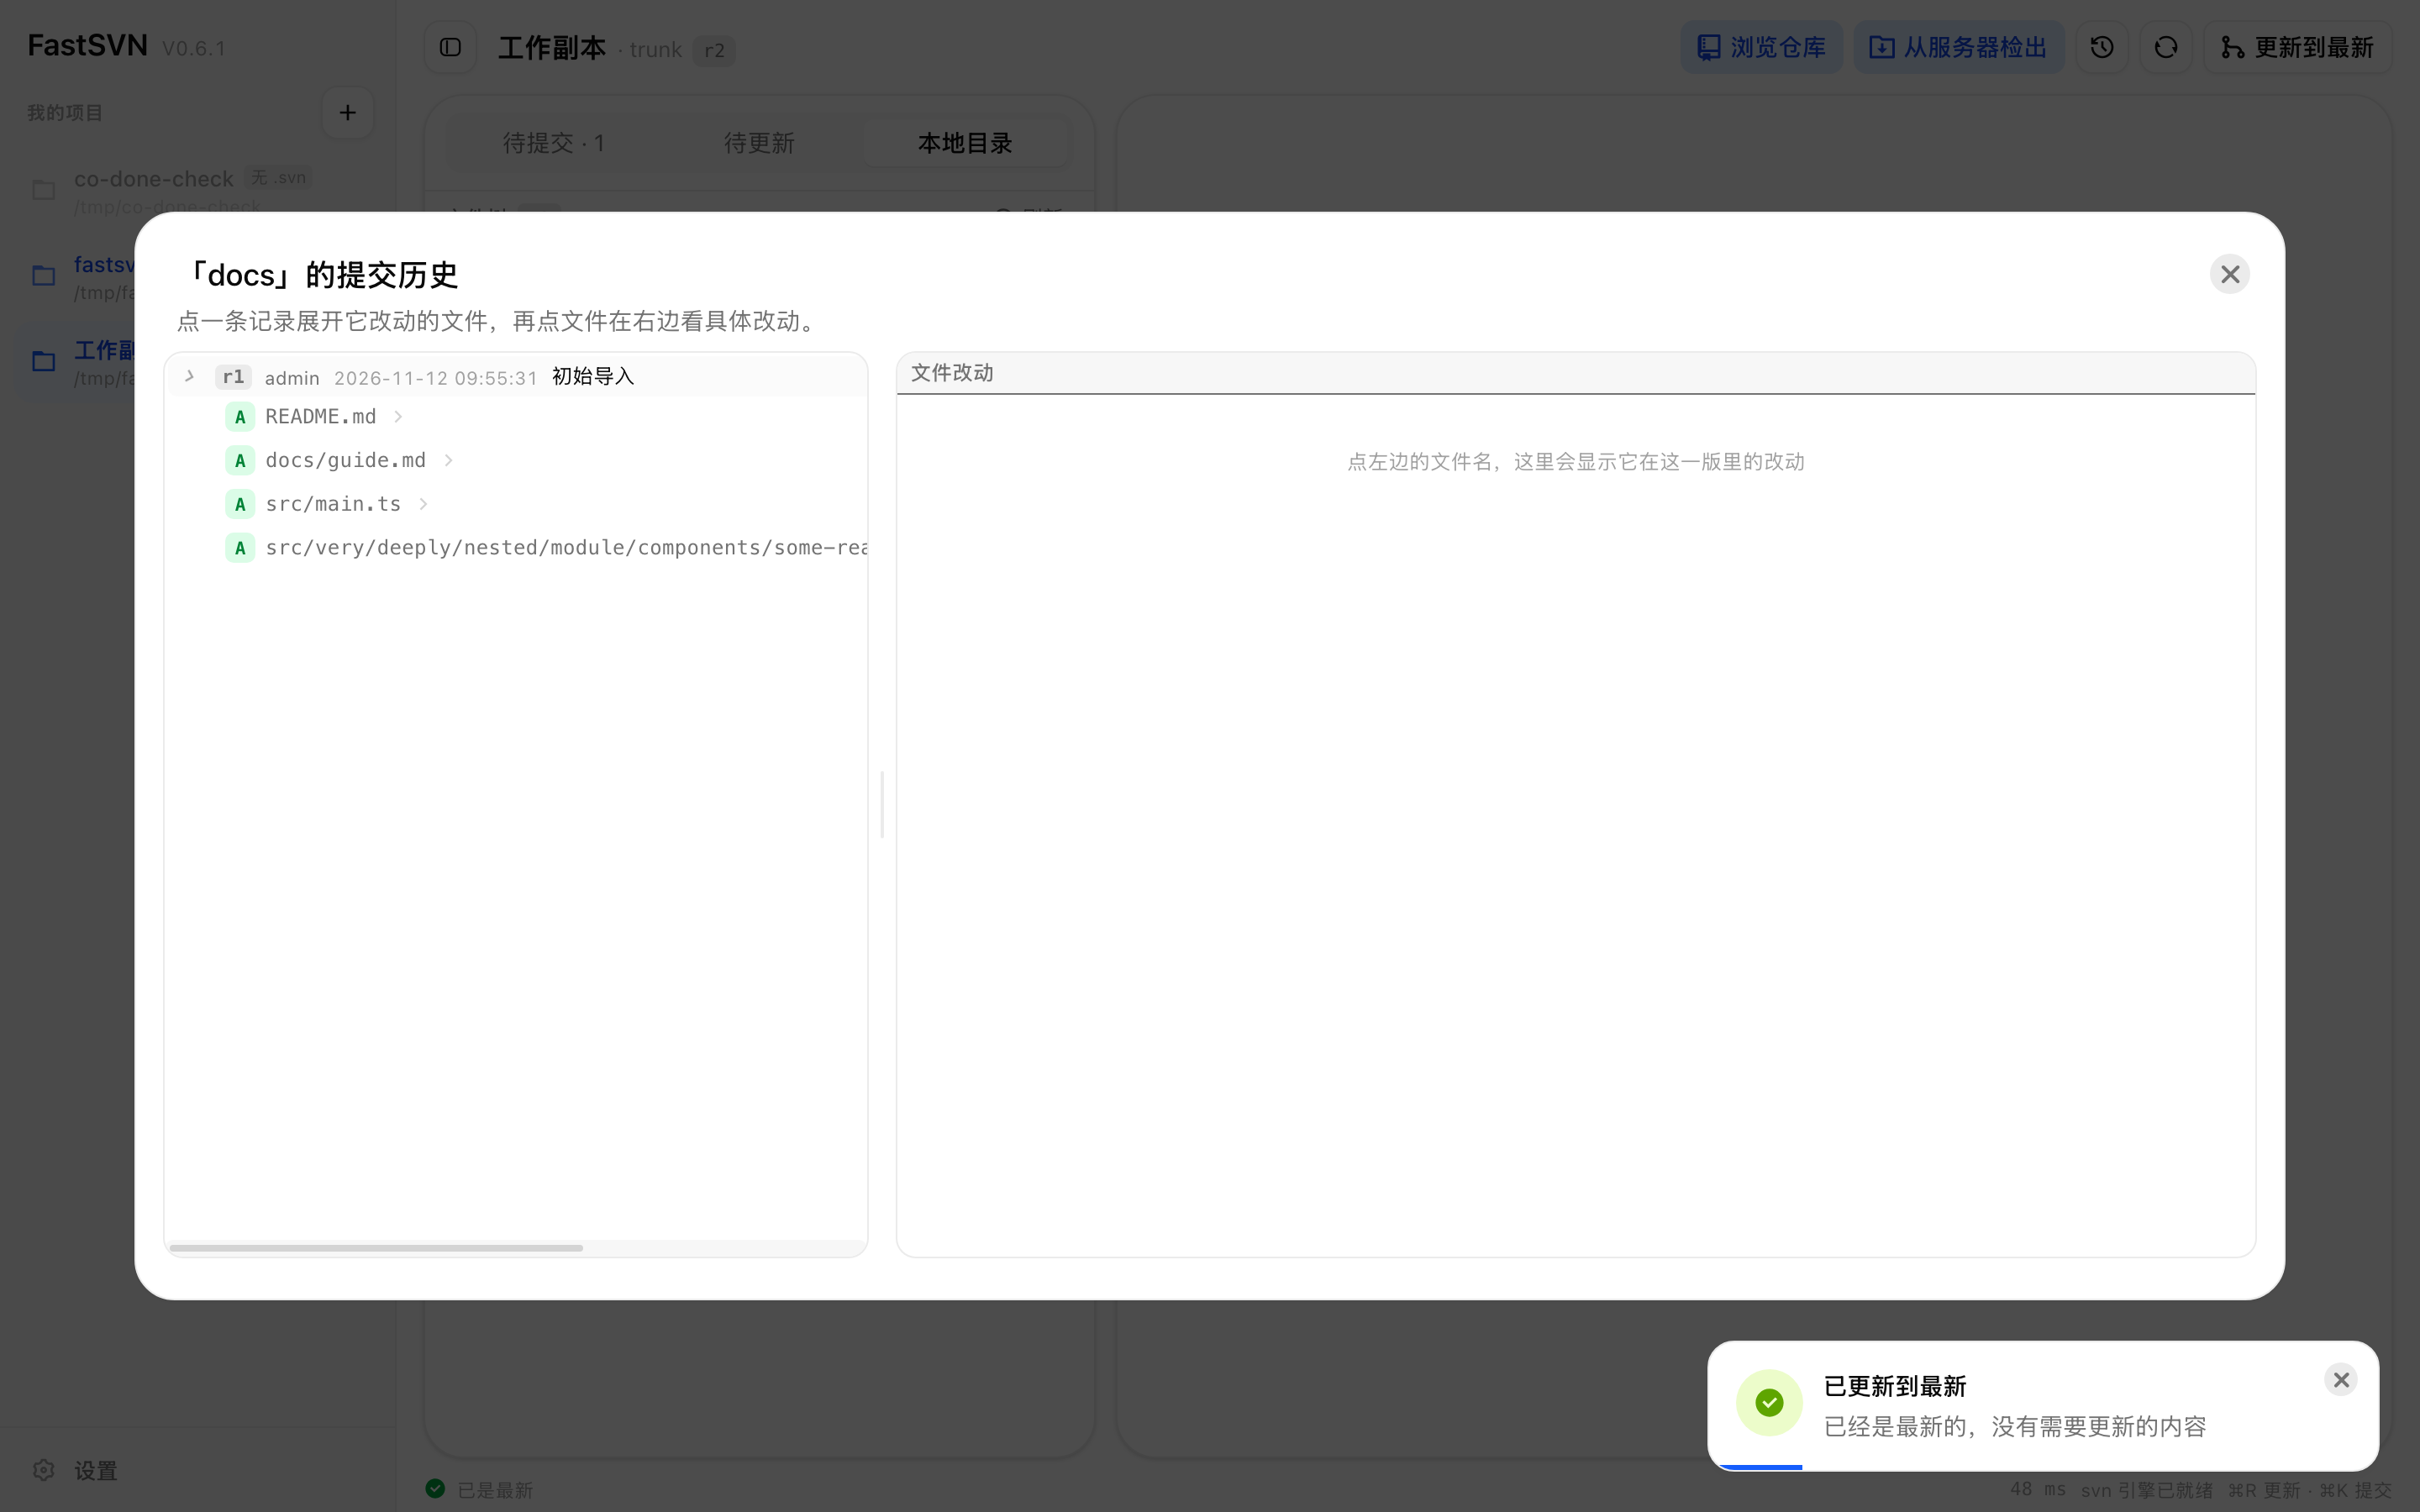 FastSVN V0.6.1
我的项目
co-done-check 无 .svn
/tmp/co-done-check
fastsv
/tmp/fa
工作副
/tmp/fa
设置
工作副本 · trunk r2
浏览仓库
从服务器检出
更新到最新
待提交 · 1
待更新
本地目录
「docs」的提交历史
点一条记录展开它改动的文件，再点文件在右边看具体改动。
r1 admin 2026-11-12 09:55:31 初始导入
A README.md
A docs/guide.md
A src/main.ts
A src/very/deeply/nested/module/components/some-rea
文件改动
点左边的文件名，这里会显示它在这一版里的改动
已更新到最新
已经是最新的，没有需要更新的内容
已是最新
48 ms svn 引擎已就绪 ⌘R 更新 · ⌘K 提交